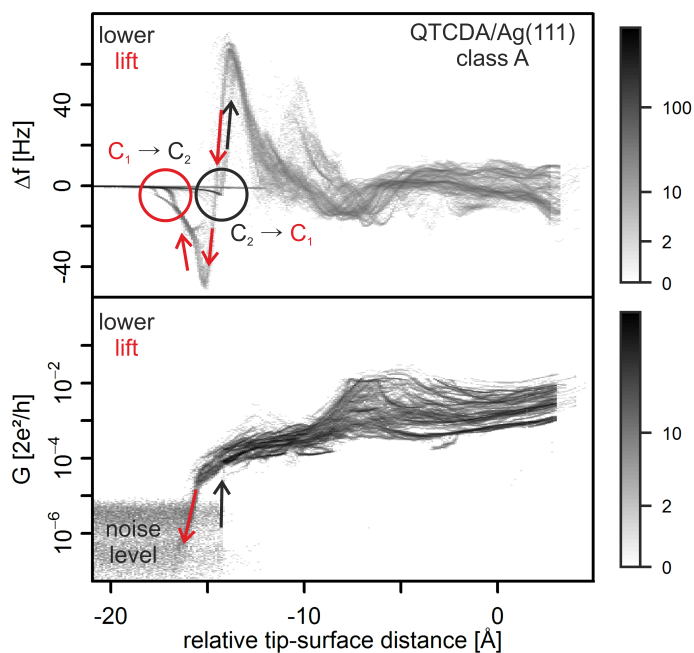 lower
lift
QTCDA/Ag(111)
class A
Δf [Hz]
40
0
-40
C₁ → C₂
C₂ → C₁
100
10
2
0
lower
lift
G [2e²/h]
10⁻²
10⁻⁴
10⁻⁶
noise
level
10
2
0
-20
-15
-10
-5
0
relative tip-surface distance [Å]